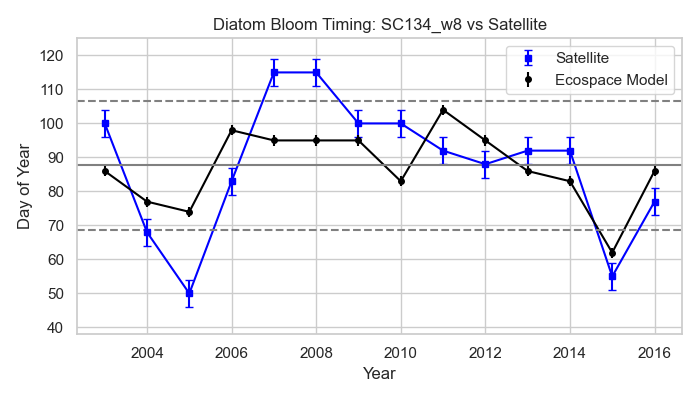 Diatom Bloom Timing: SC134_w8 vs Satellite
Satellite
Ecospace Model
Day of Year
120
110
100
90
80
70
60
50
40
2004 2006 2008 2010 2012 2014 2016
Year